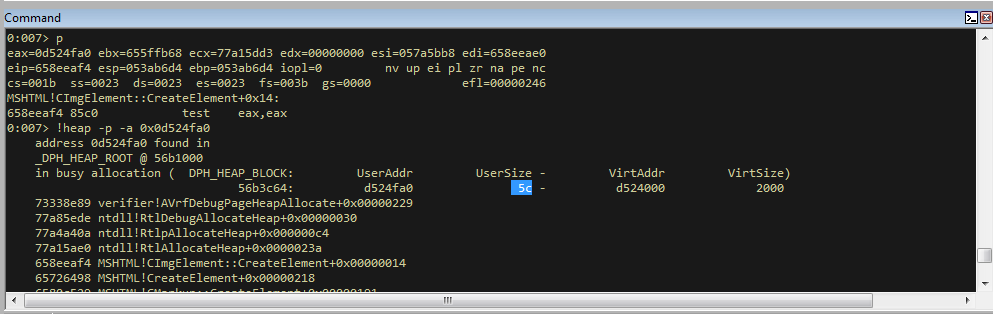 Command
0:007> p
eax=0d524fa0 ebx=655ffb68 ecx=77a15dd3 edx=00000000 esi=057a5bb8 edi=658eeae0
eip=658eeaf4 esp=053ab6d4 ebp=053ab6d4 iopl=0         nv up ei pl zr na pe nc
cs=001b  ss=0023  ds=0023  es=0023  fs=003b  gs=0000             efl=00000246
MSHTML!CImgElement::CreateElement+0x14:
658eeaf4 85c0            test    eax,eax
0:007> !heap -p -a 0x0d524fa0
    address 0d524fa0 found in
    _DPH_HEAP_ROOT @ 56b1000
    in busy allocation (  DPH_HEAP_BLOCK:         UserAddr         UserSize -         VirtAddr         VirtSize)
                                 56b3c64:         d524fa0               5c -          d524000             2000
    73338e89 verifier!AVrfDebugPageHeapAllocate+0x00000229
    77a85ede ntdll!RtlDebugAllocateHeap+0x00000030
    77a4a40a ntdll!RtlpAllocateHeap+0x000000c4
    77a15ae0 ntdll!RtlAllocateHeap+0x0000023a
    658eeaf4 MSHTML!CImgElement::CreateElement+0x00000014
    65726498 MSHTML!CreateElement+0x00000218